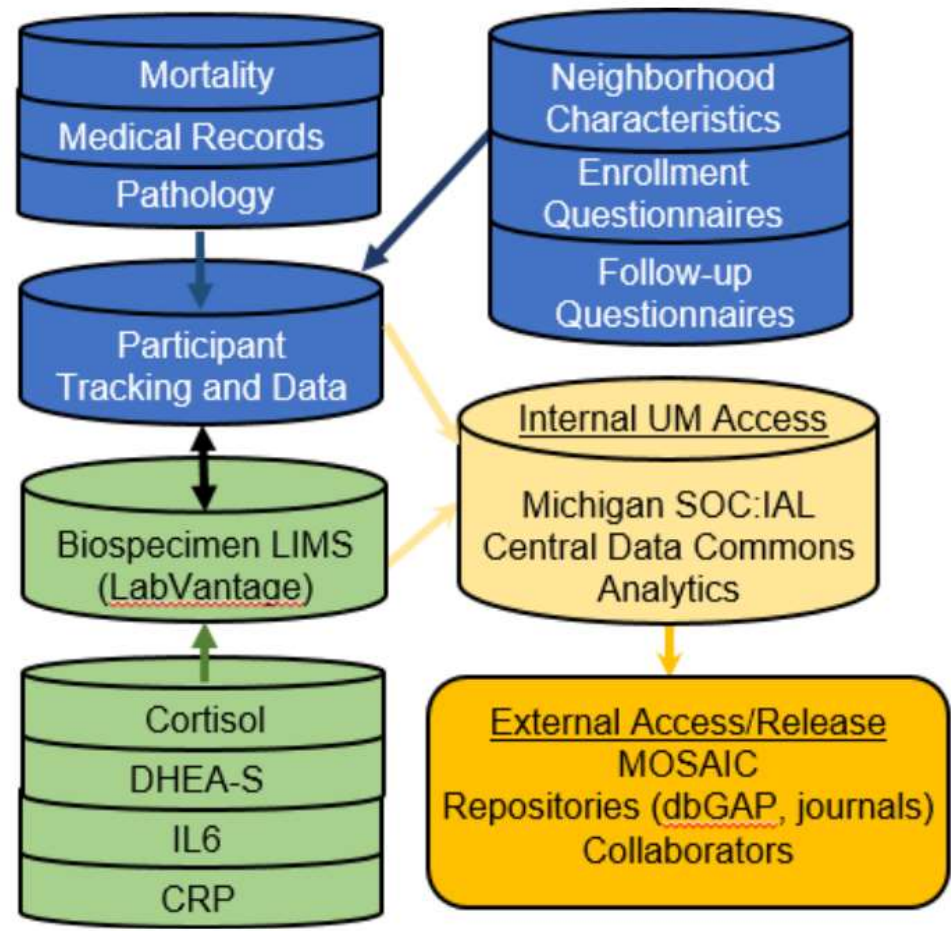 Mortality
Medical Records
Pathology
Neighborhood
Characteristics
Enrollment
Questionnaires
Follow-up
Questionnaires
Participant
Tracking and Data
Internal UM Access
Michigan SOC:IAL
Central Data Commons
Analytics
Biospecimen LIMS
(LabVantage)
Cortisol
DHEA-S
IL6
CRP
External Access/Release
MOSAIC
Repositories (dbGAP, journals)
Collaborators